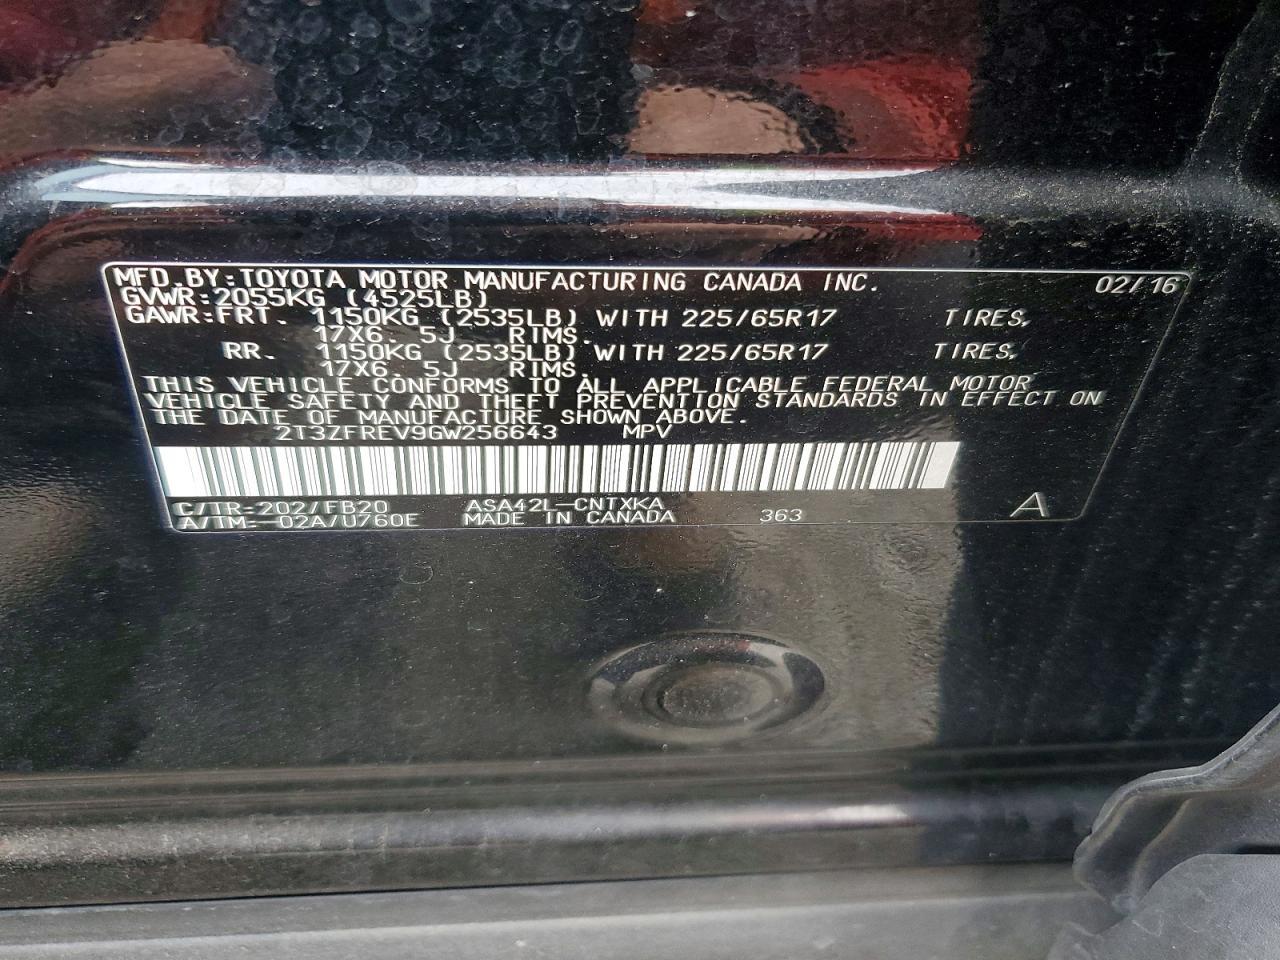 MFD.BY:TOYOTA MOTOR MANUFACTURING CANADA INC. 02/16
GVWR:2055KG (4525LB)
GAWR:FRT. 1150KG (2535LB) WITH 225/65R17 TIRES,
17X6.5J RIMS.
RR. 1150KG (2535LB) WITH 225/65R17 TIRES,
17X6.5J RIMS.
THIS VEHICLE CONFORMS TO ALL APPLICABLE FEDERAL MOTOR
VEHICLE SAFETY AND THEFT PREVENTION STANDARDS IN EFFECT ON
THE DATE OF MANUFACTURE SHOWN ABOVE.
2T3ZFREV9GW256643 MPV
C/TR:202/FB20 ASA42L-CNTXKA
A/TM:-02A/U760E MADE IN CANADA 363 A